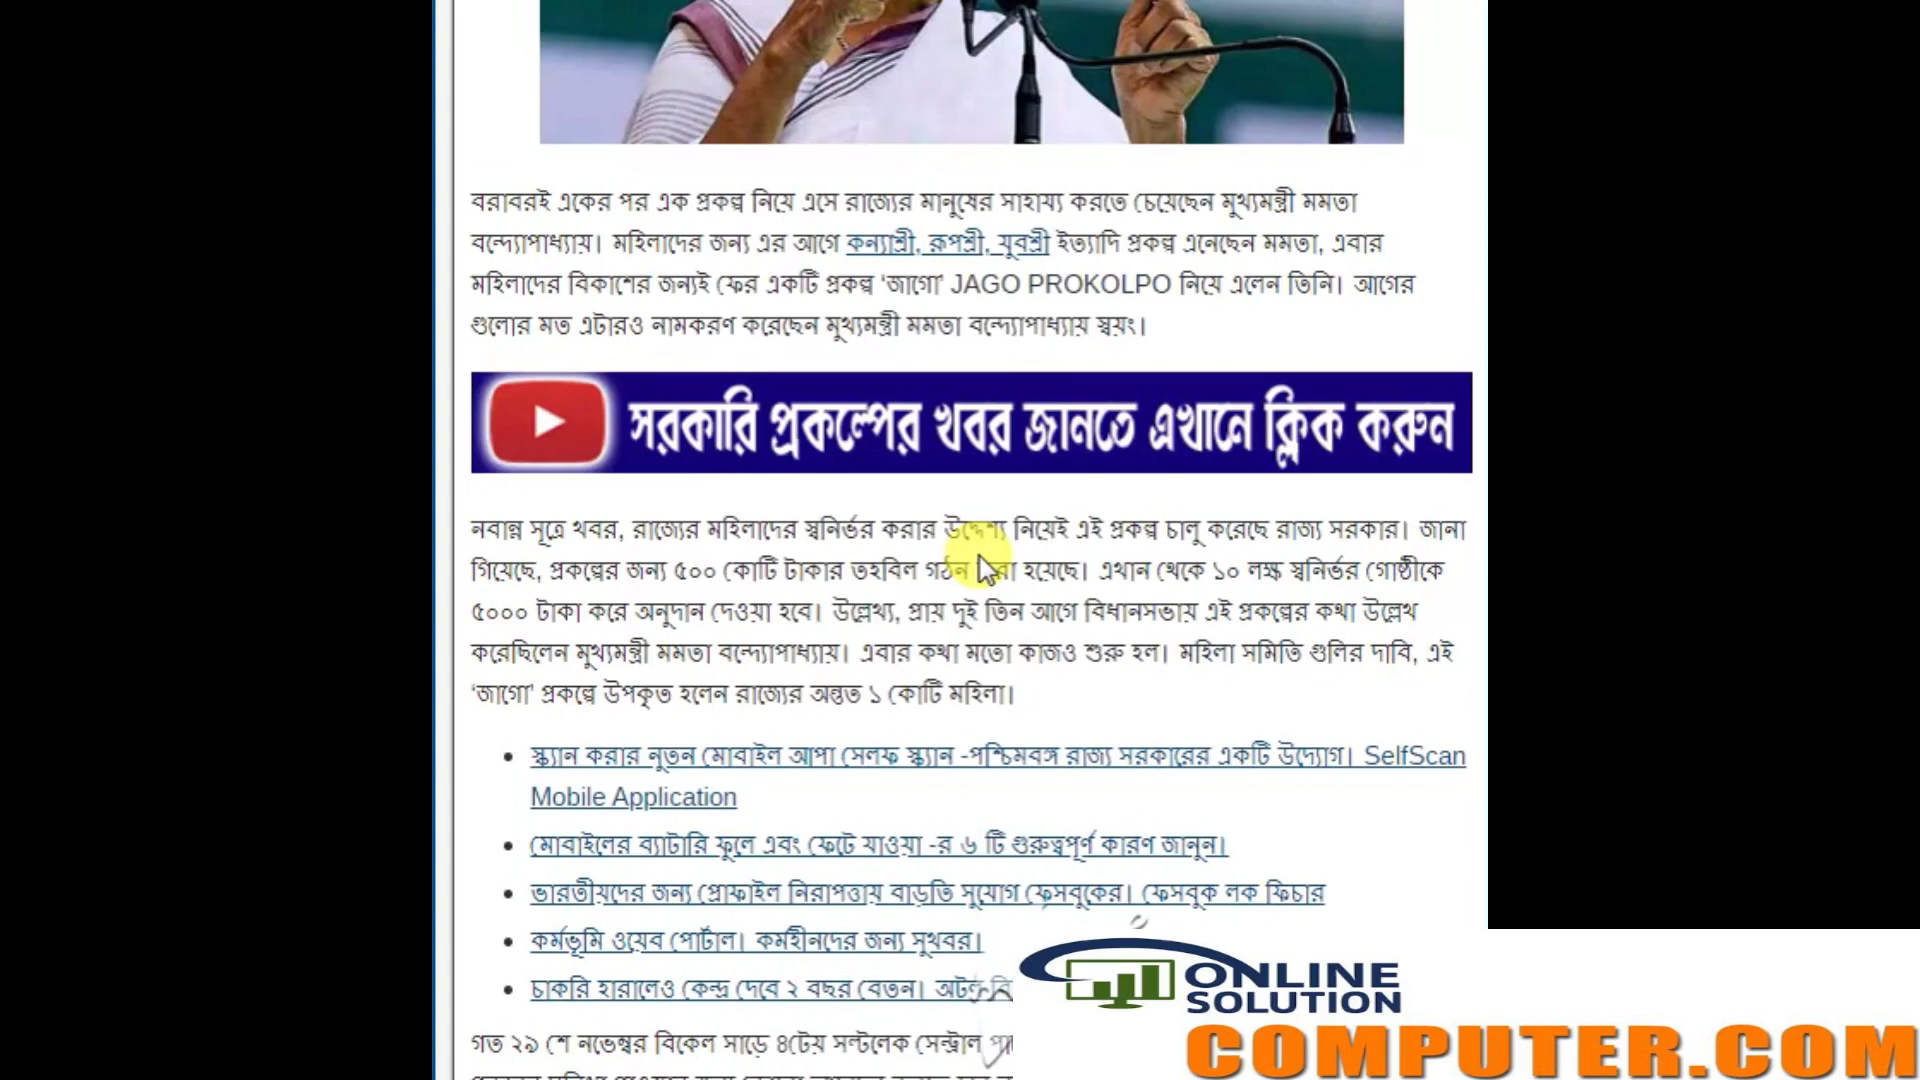 বরাবরই একের পর এক প্রকল্প নিয়ে এসে রাজ্যের মানুষের সাহায্য করতে চেয়েছেন মুখ্যমন্ত্রী মমতা
বন্দ্যোপাধ্যায়। মহিলাদের জন্য এর আগে কন্যাশ্রী, রূপশ্রী, যুবশ্রী ইত্যাদি প্রকল্প এনেছেন মমতা, এবার
মহিলাদের বিকাশের জন্যই ফের একটি প্রকল্প ‘জাগো’ JAGO PROKOLPO নিয়ে এলেন তিনি। আগের
গুলোর মত এটারও নামকরণ করেছেন মুখ্যমন্ত্রী মমতা বন্দ্যোপাধ্যায় স্বয়ং।
সরকারি প্রকল্পের খবর জানতে এখানে ক্লিক করুন
নবান্ন সূত্রে খবর, রাজ্যের মহিলাদের স্বনির্ভর করার উদ্দেশ্য নিয়েই এই প্রকল্প চালু করেছে রাজ্য সরকার। জানা
গিয়েছে, প্রকল্পের জন্য ৫০০ কোটি টাকার তহবিল গঠন হয়েছে। এখান থেকে ১০ লক্ষ স্বনির্ভর গোষ্ঠীকে
৫০০০ টাকা করে অনুদান দেওয়া হবে। উল্লেখ্য, প্রায় দুই তিন আগে বিধানসভায় এই প্রকল্পের কথা উল্লেখ
করেছিলেন মুখ্যমন্ত্রী মমতা বন্দ্যোপাধ্যায়। এবার কথা মতো কাজও শুরু হল। মহিলা সমিতি গুলির দাবি, এই
‘জাগো’ প্রকল্পে উপকৃত হলেন রাজ্যের অন্তত ১ কোটি মহিলা।
স্ক্যান করার নুতন মোবাইল আপা সেলফ স্ক্যান -পশ্চিমবঙ্গ রাজ্য সরকারের একটি উদ্যোগ। SelfScan
Mobile Application
মোবাইলের ব্যাটারি ফুলে এবং ফেটে যাওয়া -র ৬ টি গুরুত্বপূর্ণ কারণ জানুন।
ভারতীয়দের জন্য প্রোফাইল নিরাপত্তায় বাড়তি সুযোগ ফেসবুকের। ফেসবুক লক ফিচার
কর্মভূমি ওয়েব পোর্টাল। কর্মহীনদের জন্য সুখবর।
চাকরি হারালেও কেন্দ্র দেবে ২ বছর বেতন। অটল
গত ২৯ শে নভেম্বর বিকেল সাড়ে ৪টেয় সল্টলেক সেন্ট্রাল
ONLINE
SOLUTION
COMPUTER.COM